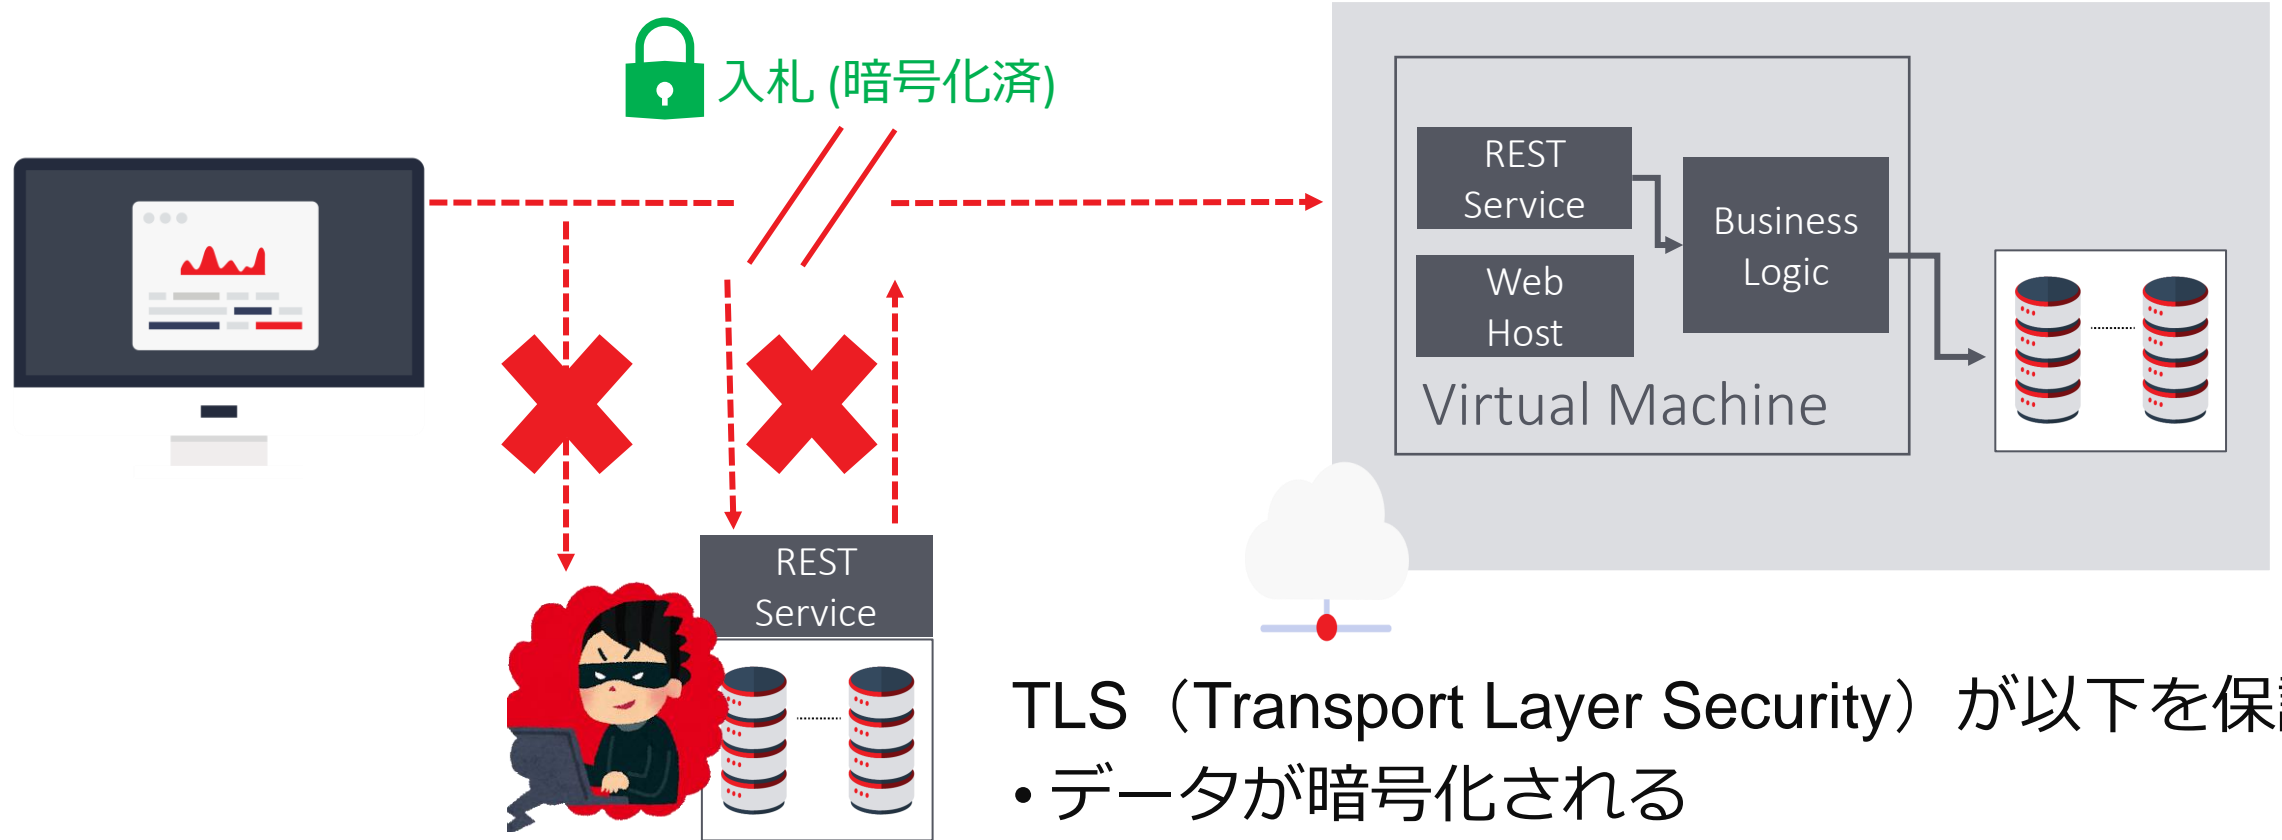 入札 (暗号化済)
REST
Service
Business
Logic
Web
Host
Virtual Machine
REST
Service
TLS（Transport Layer Security）が以下を保
• データが暗号化される